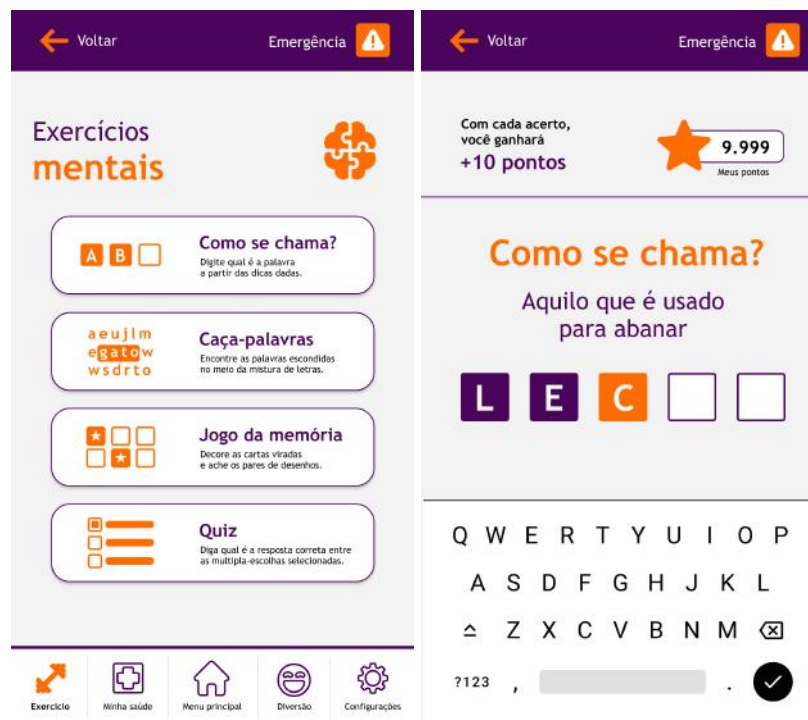 Voltar
Emergência
Exercícios
mentais
A B
Como se chama?
Digite qual é a palavra
a partir das dicas dadas.
aeujlm
egatow
wsdrto
Caça-palavras
Encontre as palavras escondidas
no meio da mistura de letras.
Jogo da memória
Decore as cartas viradas
e ache os pares de desenhos.
Quiz
Diga qual é a resposta correta entre
as multipla-escolhas selecionadas.
Exercício
Minha saúde
Menu principal
Diversão
Configurações
Voltar
Emergência
Com cada acerto,
você ganhará
+10 pontos
9.999
Meus pontos
Como se chama?
Aquilo que é usado
para abanar
L E C
Q W E R T Y U I O P
A S D F G H J K L
Z X C V B N M
?123 , .